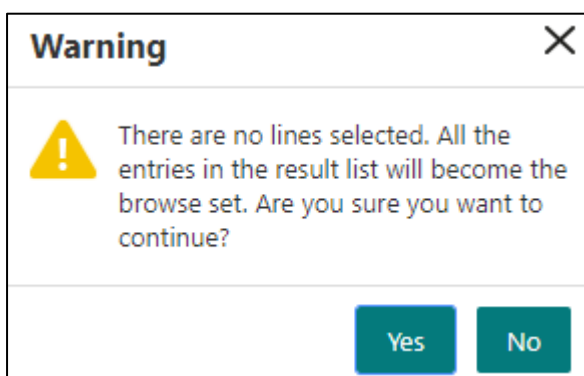 Warning
There are no lines selected. All the
entries in the result list will become the
browse set. Are you sure you want to
continue?
Yes No